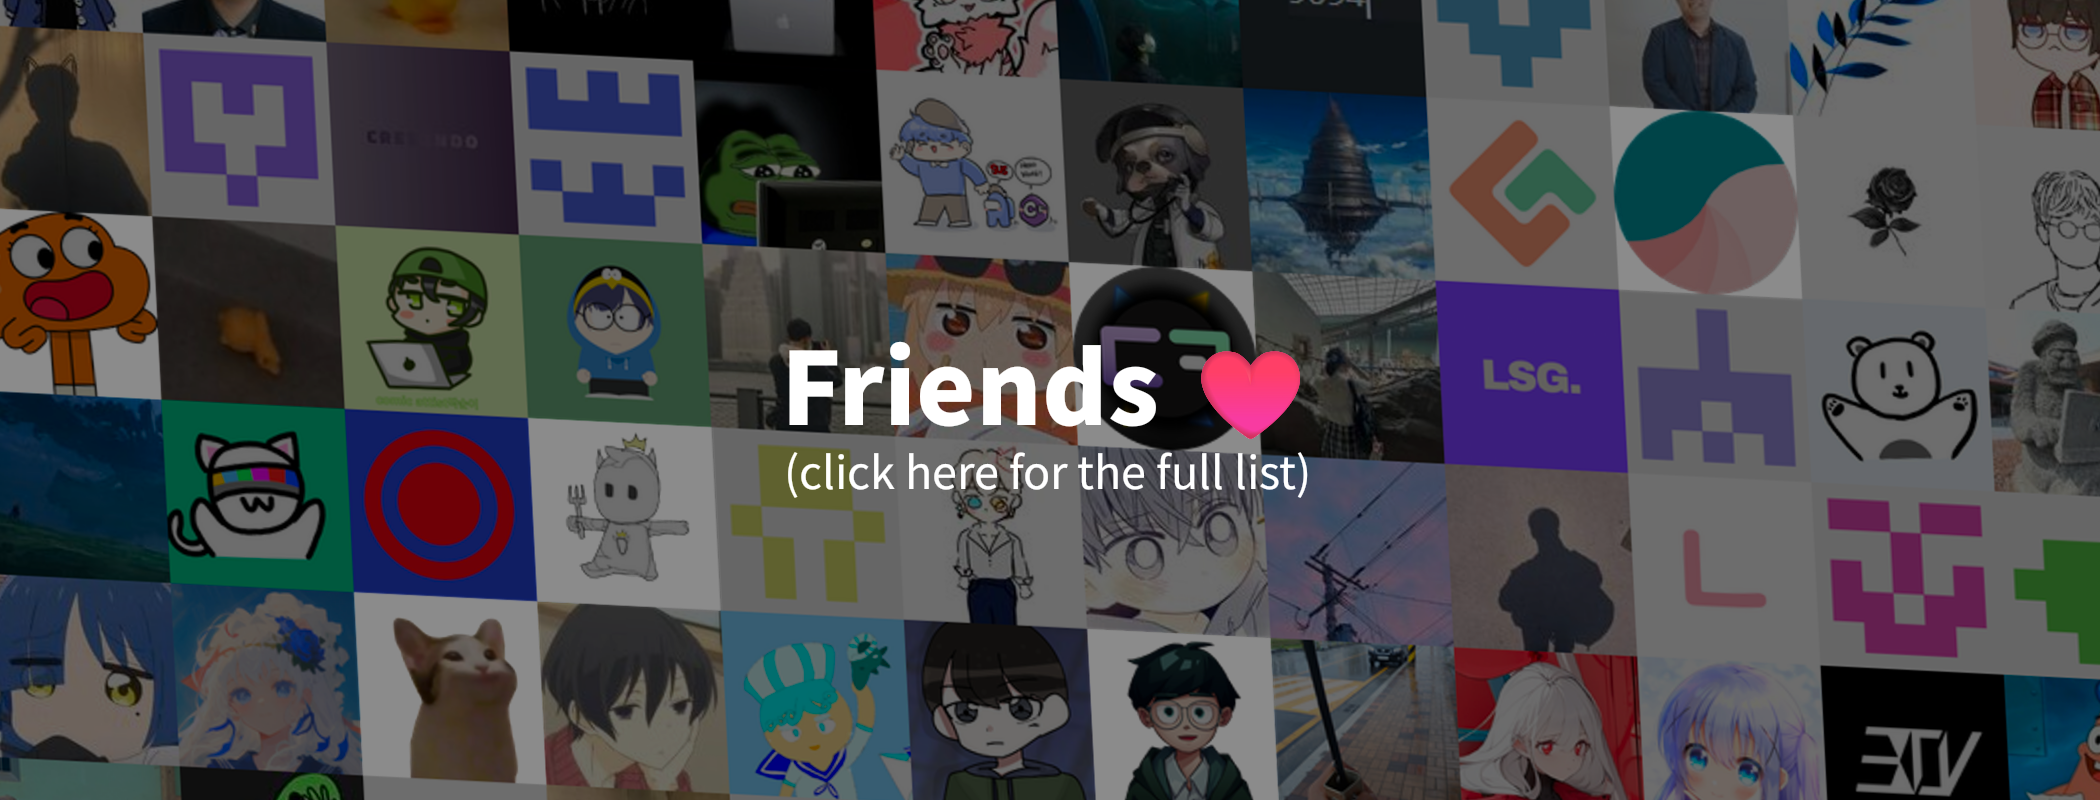 Friends ❤
(click here for the full list)
LSG.